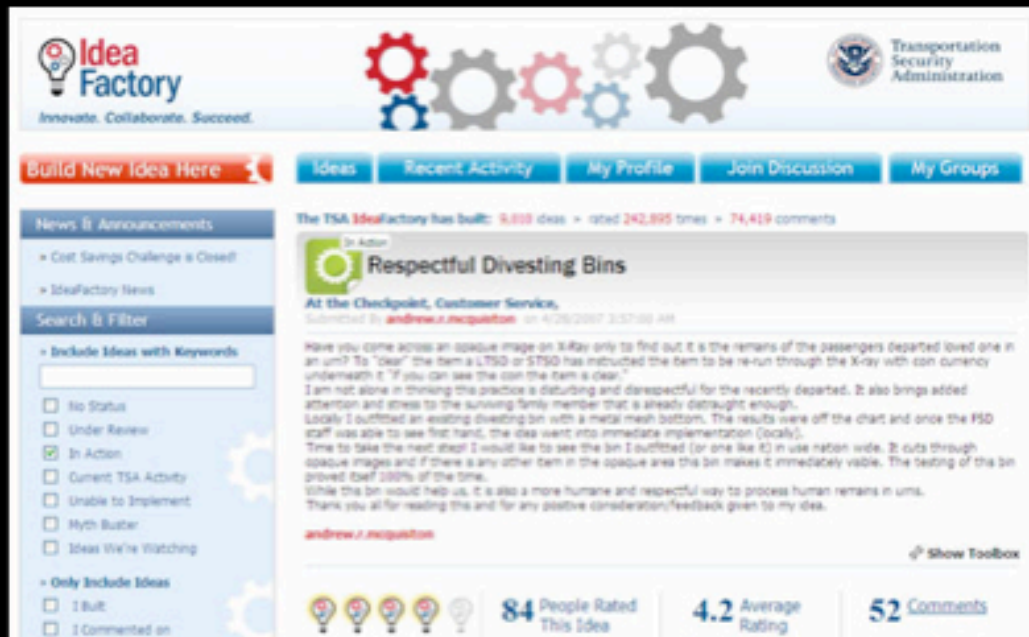 Idea
Factory
Innovate. Collaborate. Succeed.
Transportation
Security
Administration
Build New Idea Here
Ideas
Recent Activity
My Profile
Join Discussion
My Groups
News & Announcements
» Cost Savings Challenge is Closed!
» IdeaFactory News
Search & Filter
» Include Ideas with Keywords
No Status
Under Review
In Action
Current TSA Activity
Unable to Implement
Myth Buster
Ideas We're Watching
» Only Include Ideas
I Built
I Commented on
The TSA IdeaFactory has built: ideas » rated 242,895 times » 74,419 comments
In Action
Respectful Divesting Bins
At the Checkpoint, Customer Service,
Submitted By andrew.r.mcquiston on 4/28/2007 3:57:00 AM
Have you come across an opaque image on X-Ray only to find out it is the remains of the passengers departed loved one in
an urn? To "clear" the item a LTSO or STSO has instructed the item to be re-run through the X-ray with coin currency
underneath it "if you can see the coin the item is clear."
I am not alone in thinking this practice is disturbing and disrespectful for the recently departed. It also brings added
attention and stress to the surviving family member that is already distraught enough.
Locally I outfitted an existing divesting bin with a metal mesh bottom. The results were off the chart and once the FSD
staff was able to see first hand, the idea went into immediate implementation (locally).
Time to take the next step! I would like to see the bin I outfitted (or one like it) in use nation wide. It cuts through
opaque images and if there is any other item in the opaque area this bin makes it immediately visible. The testing of this bin
proved itself 100% of the time.
While this bin would help us, it is also a more humane and respectful way to process human remains in urns.
Thank you all for reading this and for any positive consideration/feedback given to my idea.
andrew.r.mcquiston
Show Toolbox
84 People Rated
This Idea
4.2 Average
Rating
52 Comments